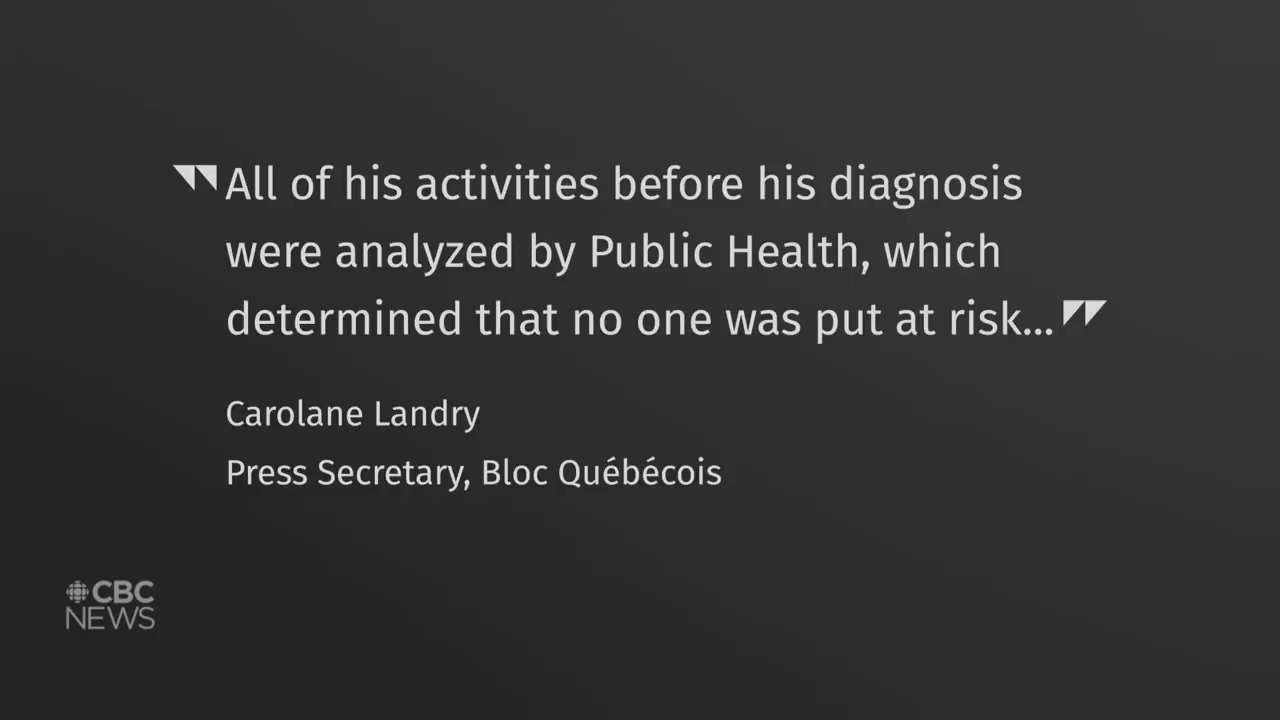 All of his activities before his diagnosis
were analyzed by Public Health, which
determined that no one was put at risk...
Carolane Landry
Press Secretary, Bloc Québécois
CBC
NEWS